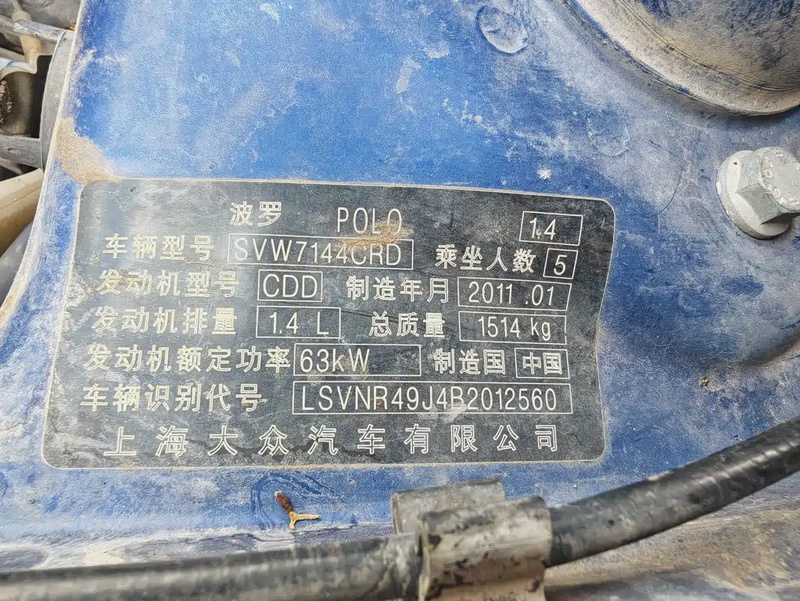 波罗 POLO 1.4
车辆型号 SVW7144CRD 乘坐人数 5
发动机型号 CDD 制造年月 2011.01
发动机排量 1.4 L 总质量 1514 kg
发动机额定功率 63kW 制造国 中国
车辆识别代号 LSVNR49J4B2012560
上海大众汽车有限公司